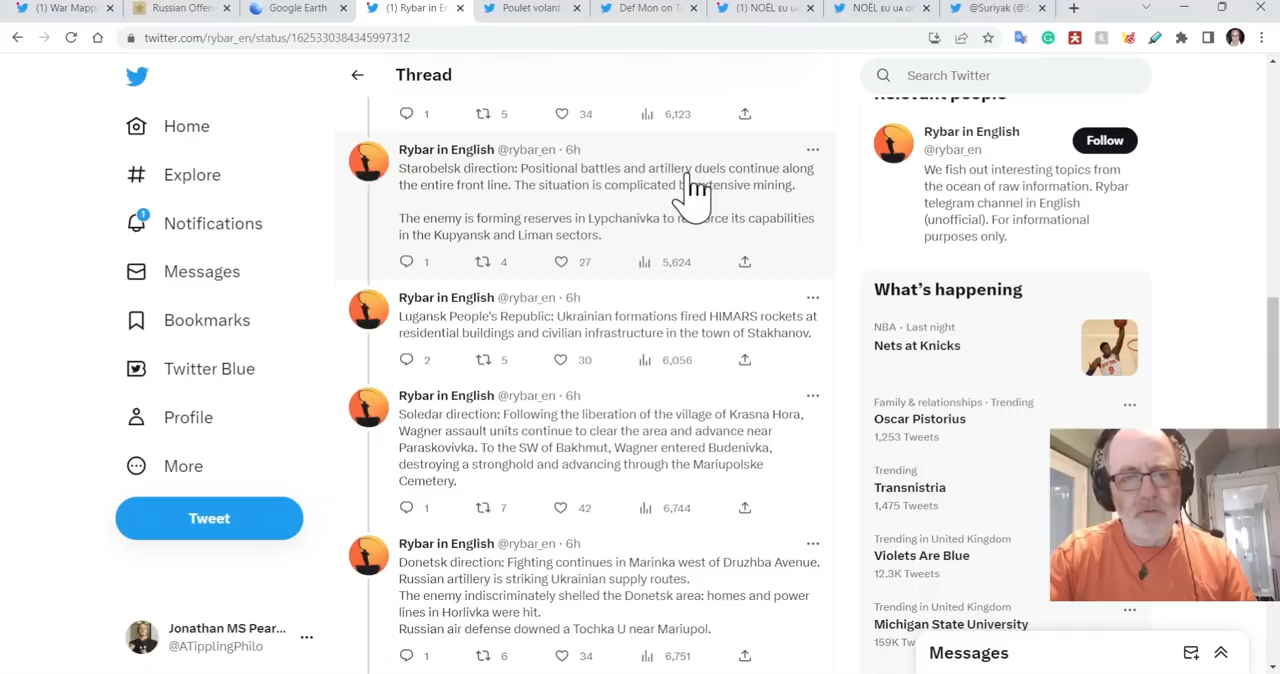 (1) War Mapp
Russian Offen
Google Earth
(1) Rybar in En
Poulet volant
Def Mon on T
(1) NOËL EU UA
NOËL EU UA OF
@Suriyak (@S
twitter.com/rybar_en/status/1625330384345997312
Home
Explore
1
Notifications
Messages
Bookmarks
Twitter Blue
Profile
More
Tweet
Jonathan MS Pear...
@ATipplingPhilo
Thread
1 5 34 6,123
Rybar in English @rybar_en · 6h
Starobelsk direction: Positional battles and artillery duels continue along
the entire front line. The situation is complicated extensive mining.
The enemy is forming reserves in Lypchanivka to its capabilities
in the Kupyansk and Liman sectors.
1 4 27 5,624
Rybar in English @rybar_en · 6h
Lugansk People's Republic: Ukrainian formations fired HIMARS rockets at
residential buildings and civilian infrastructure in the town of Stakhanov.
2 5 30 6,056
Rybar in English @rybar_en · 6h
Soledar direction: Following the liberation of the village of Krasna Hora,
Wagner assault units continue to clear the area and advance near
Paraskovivka. To the SW of Bakhmut, Wagner entered Budenivka,
destroying a stronghold and advancing through the Mariupolske
Cemetery.
1 7 42 6,744
Rybar in English @rybar_en · 6h
Donetsk direction: Fighting continues in Marinka west of Druzhba Avenue.
Russian artillery is striking Ukrainian supply routes.
The enemy indiscriminately shelled the Donetsk area: homes and power
lines in Horlivka were hit.
Russian air defense downed a Tochka U near Mariupol.
1 6 34 6,751
Search Twitter
Relevant people
Rybar in English
@rybar_en
Follow
We fish out interesting topics from
the ocean of raw information. Rybar
telegram channel in English
(unofficial). For informational
purposes only.
What's happening
NBA · Last night
Nets at Knicks
Family & relationships · Trending
Oscar Pistorius
1,253 Tweets
Trending
Transnistria
1,475 Tweets
Trending in United Kingdom
Violets Are Blue
12.3K Tweets
Trending in United Kingdom
Michigan State University
159K Tw
Messages